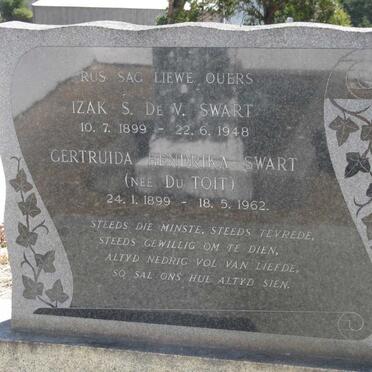 RUS SAG LIEWE OUERS
IZAK S. DE V. SWART
10. 7. 1899 - 22. 6. 1948
GERTRUIDA HENDRIKA SWART
(NEE DU TOIT)
24. 1. 1899 - 18. 5. 1962.
STEEDS DIE MINSTE, STEEDS TEVREDE,
STEEDS GEWILLIG OM TE DIEN,
ALTYD NEDRIG VOL VAN LIEFDE,
SO SAL ONS HUL ALTYD SIEN.